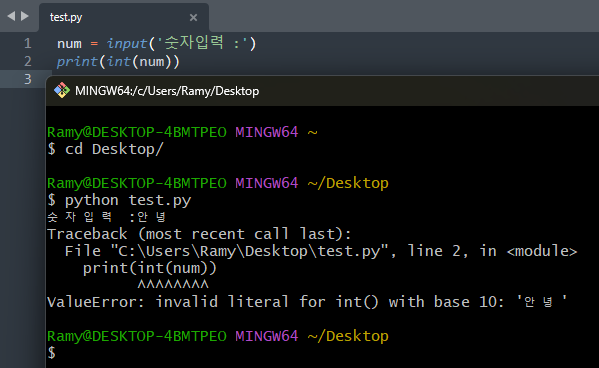 test.py
1 num = input('숫자입력 :')
2 print(int(num))
3
MINGW64:/c/Users/Ramy/Desktop
Ramy@DESKTOP-4BMTPEO MINGW64 ~
$ cd Desktop/
Ramy@DESKTOP-4BMTPEO MINGW64 ~/Desktop
$ python test.py
숫자입력 :안녕
Traceback (most recent call last):
  File "C:\Users\Ramy\Desktop\test.py", line 2, in <module>
    print(int(num))
          ^^^^^^^^
ValueError: invalid literal for int() with base 10: '안녕'
Ramy@DESKTOP-4BMTPEO MINGW64 ~/Desktop
$